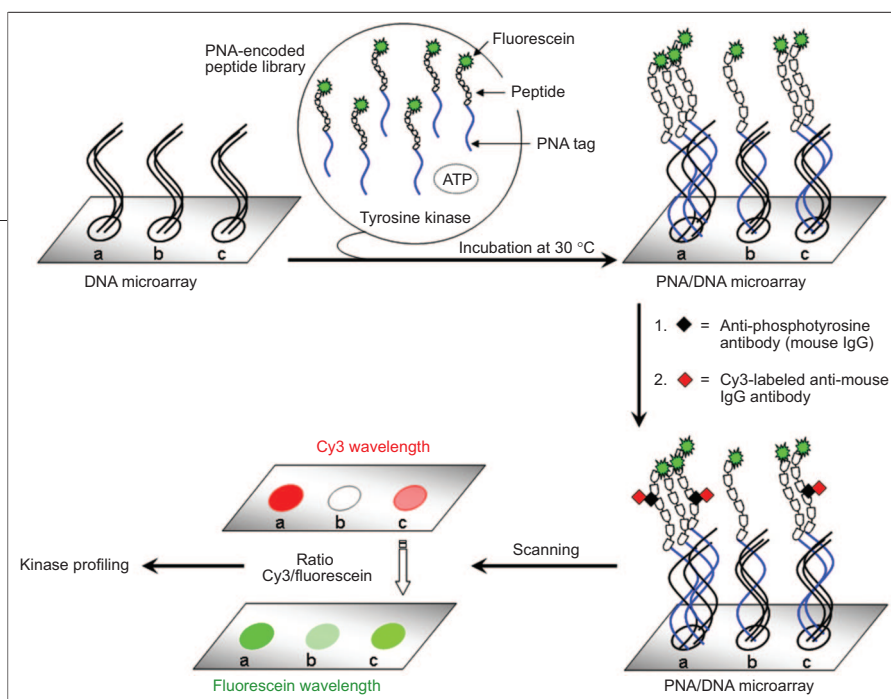 PNA-encoded
peptide library
Fluorescein
Peptide
PNA tag
ATP
Tyrosine kinase
a b c
DNA microarray
Incubation at 30 °C
a b c
PNA/DNA microarray
1. = Anti-phosphotyrosine
antibody (mouse IgG)
2. = Cy3-labeled anti-mouse
IgG antibody
Cy3 wavelength
a b c
Kinase profiling
Ratio
Cy3/fluorescein
Scanning
a b c
Fluorescein wavelength
a b c
PNA/DNA microarray